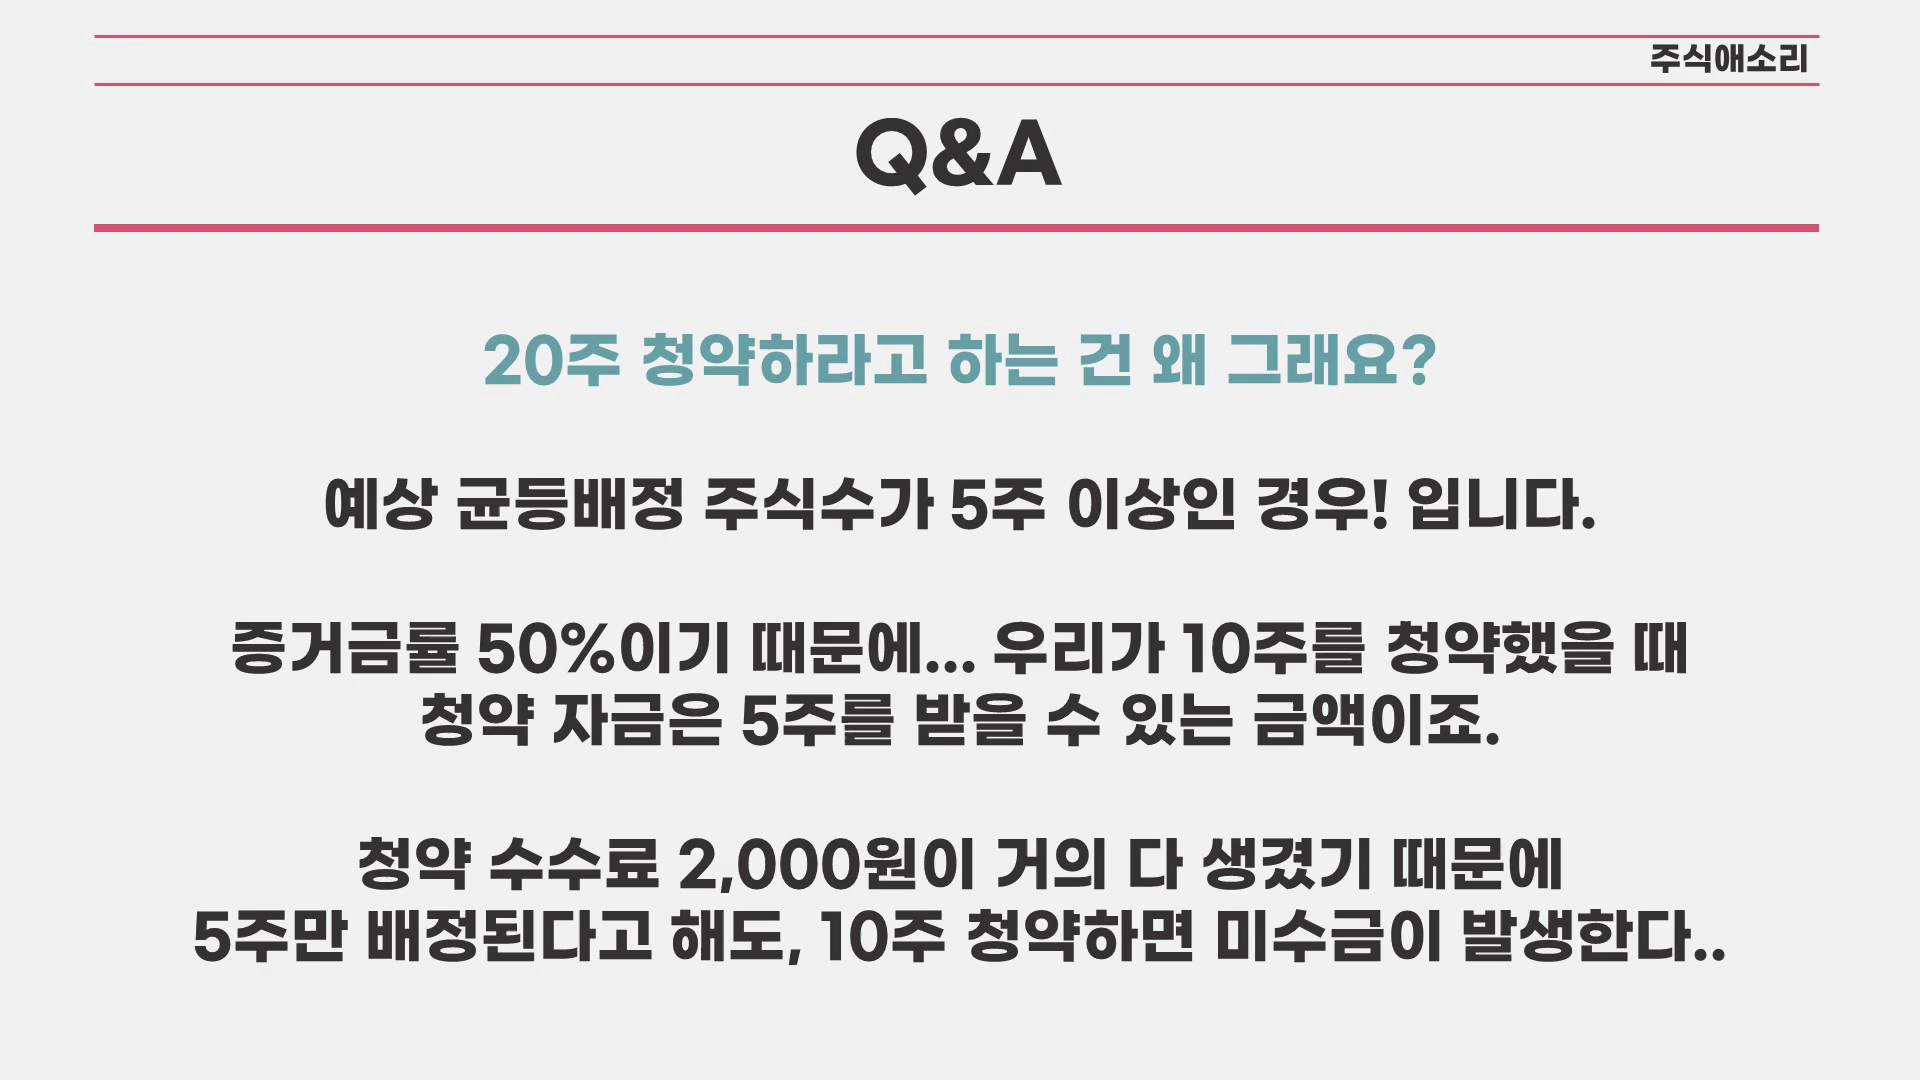 주식애소리
Q&A
20주 청약하라고 하는 건 왜 그래요?
예상 균등배정 주식수가 5주 이상인 경우! 입니다.
증거금률 50%이기 때문에... 우리가 10주를 청약했을 때
청약 자금은 5주를 받을 수 있는 금액이죠.
청약 수수료 2,000원이 거의 다 생겼기 때문에
5주만 배정된다고 해도, 10주 청약하면 미수금이 발생한다..